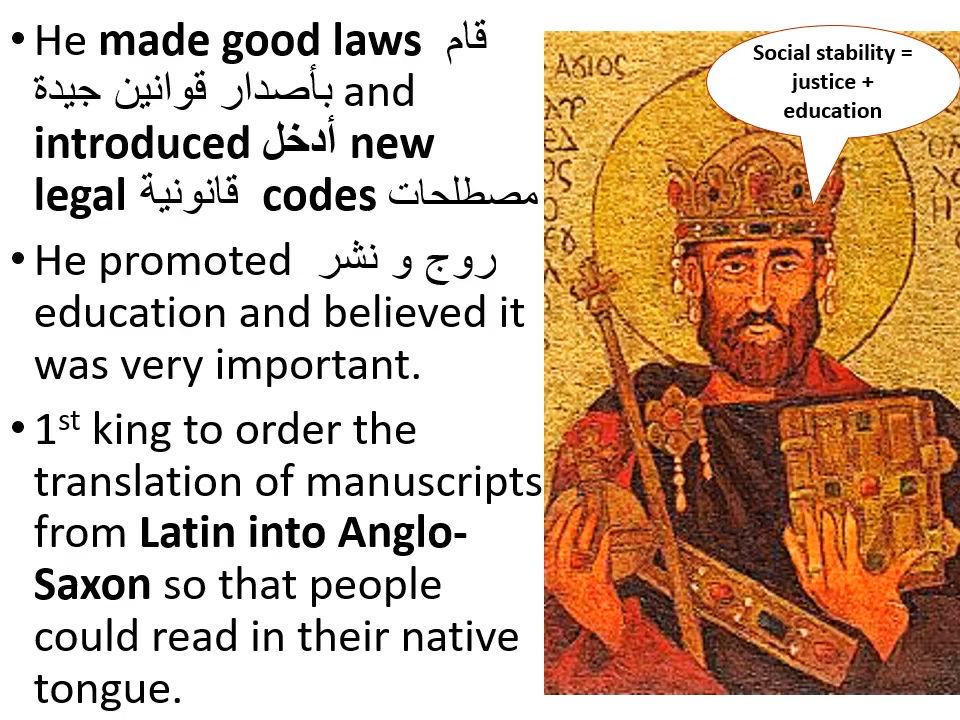 • He made good laws قام
بأصدار قوانين جيدة and
introduced أدخل new
legal قانونية codes مصطلحات
• He promoted روج و نشر
education and believed it
was very important.
• 1st king to order the
translation of manuscripts
from Latin into Anglo-
Saxon so that people
could read in their native
tongue.
Social stability =
justice +
education